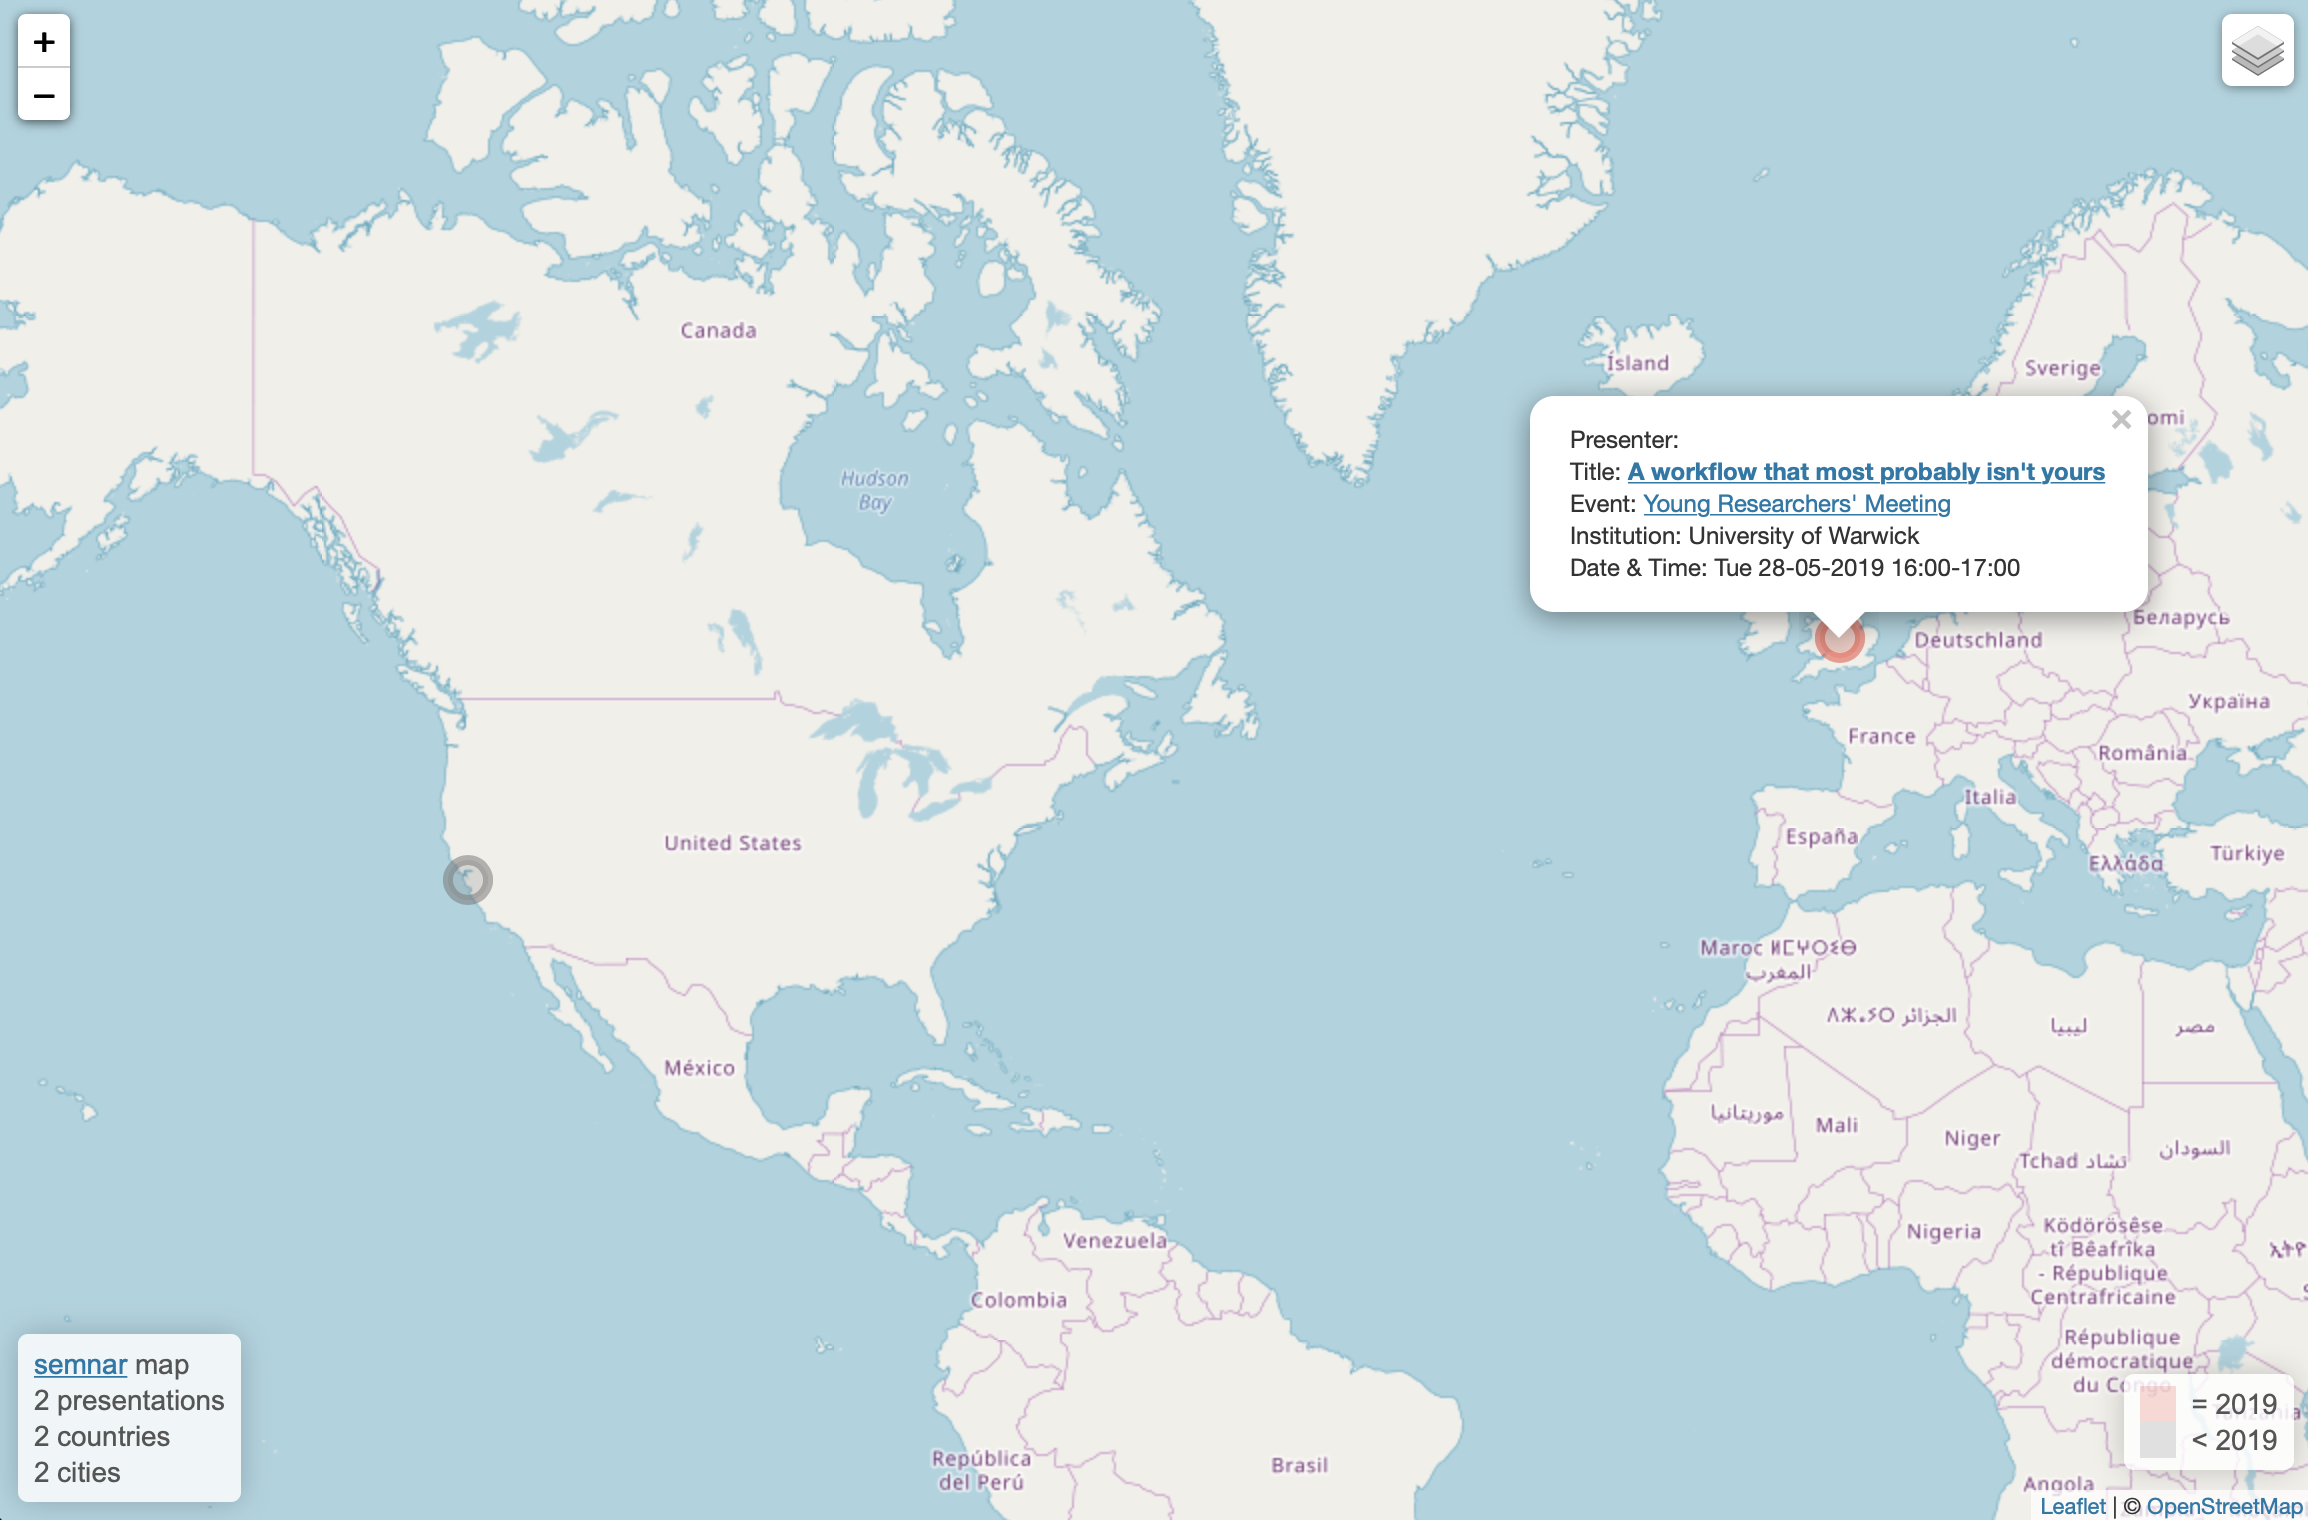 +
−
Canada
Hudson
Bay
Ísland
Sverige
omi
×
Presenter:
Title: A workflow that most probably isn't yours
Event: Young Researchers' Meeting
Institution: University of Warwick
Date & Time: Tue 28-05-2019 16:00-17:00
Беларусь
Deutschland
Україна
France
România
Italia
España
United States
Ελλάδα
Türkiye
Maroc ⵍⵎⵖⵔⵉⴱ
المغرب
ⴷⵣⴰⵢⵔ الجزائر
ليبيا
مصر
México
موريتانيا
Mali
Niger
Tchad تشاد
السودان
Nigeria
Ködörösêse
tî Bêafrîka
- République
Centrafricaine
Venezuela
Colombia
République
démocratique
du Congo
semnar map
2 presentations
2 countries
2 cities
República
del Perú
Brasil
= 2019
< 2019
Angola
Leaflet | © OpenStreetMap